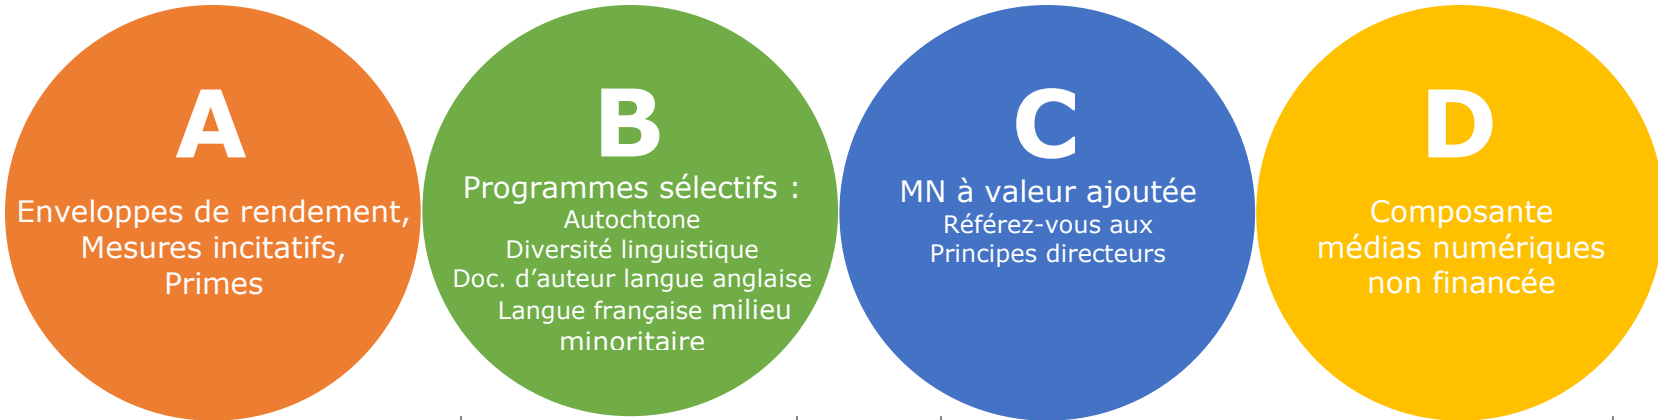 A
Enveloppes de rendement,
Mesures incitatifs,
Primes
B
Programmes sélectifs :
Autochtone
Diversité linguistique
Doc. d’auteur langue anglaise
Langue française milieu
minoritaire
C
MN à valeur ajoutée
Référez-vous aux
Principes directeurs
D
Composante
médias numériques
non financée